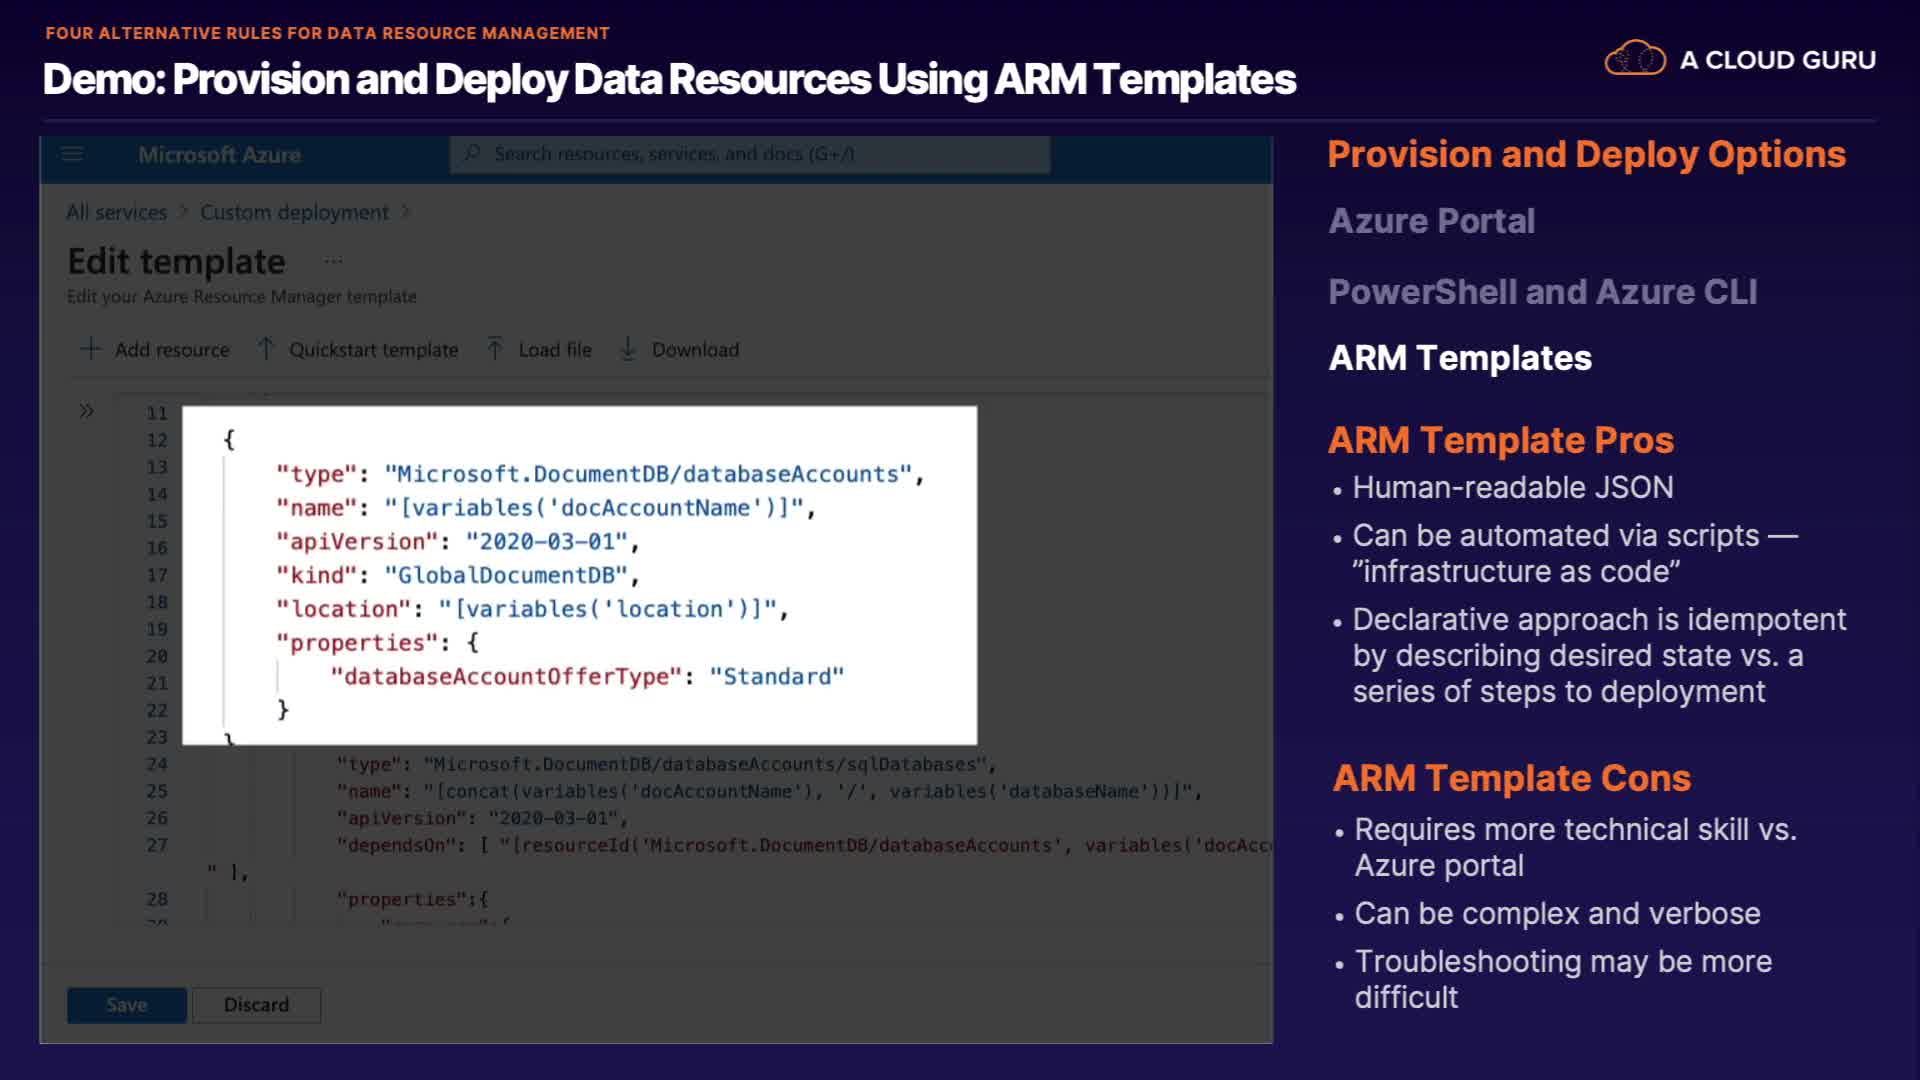 FOUR ALTERNATIVE RULES FOR DATA RESOURCE MANAGEMENT
Demo: Provision and Deploy Data Resources Using ARM Templates
A CLOUD GURU
Microsoft Azure
Search resources, services, and docs (G+/)
All services > Custom deployment >
Edit template ...
Edit your Azure Resource Manager template
Add resource
Quickstart template
Load file
Download
11
12
13
14
15
16
17
18
19
20
21
22
23
{
"type": "Microsoft.DocumentDB/databaseAccounts",
"name": "[variables('docAccountName')]",
"apiVersion": "2020-03-01",
"kind": "GlobalDocumentDB",
"location": "[variables('location')]",
"properties": {
"databaseAccountOfferType": "Standard"
}
24 "type": "Microsoft.DocumentDB/databaseAccounts/sqlDatabases",
25 "name": "[concat(variables('docAccountName'), '/', variables('databaseName'))]",
26 "apiVersion": "2020-03-01",
27 "dependsOn": [ "[resourceId('Microsoft.DocumentDB/databaseAccounts', variables('docAcc
" ],
28 "properties":{
Save
Discard
Provision and Deploy Options
Azure Portal
PowerShell and Azure CLI
ARM Templates
ARM Template Pros
• Human-readable JSON
• Can be automated via scripts —
"infrastructure as code"
• Declarative approach is idempotent
by describing desired state vs. a
series of steps to deployment
ARM Template Cons
• Requires more technical skill vs.
Azure portal
• Can be complex and verbose
• Troubleshooting may be more
difficult